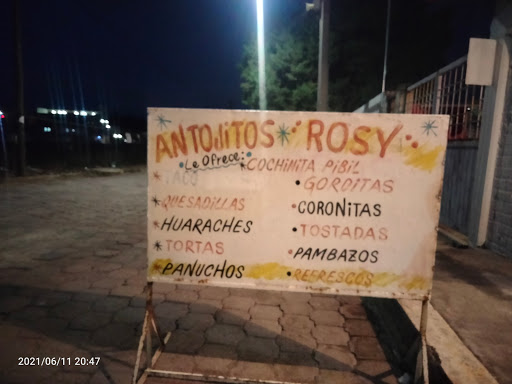 ANTOJITOS ROSY
Le Ofrece:
COCHINITA PIBIL
TACO
GORDITAS
QUESADILLAS
CORONITAS
HUARACHES
TOSTADAS
TORTAS
PAMBAZOS
PANUCHOS
REFRESCOS
2021/06/11 20:47